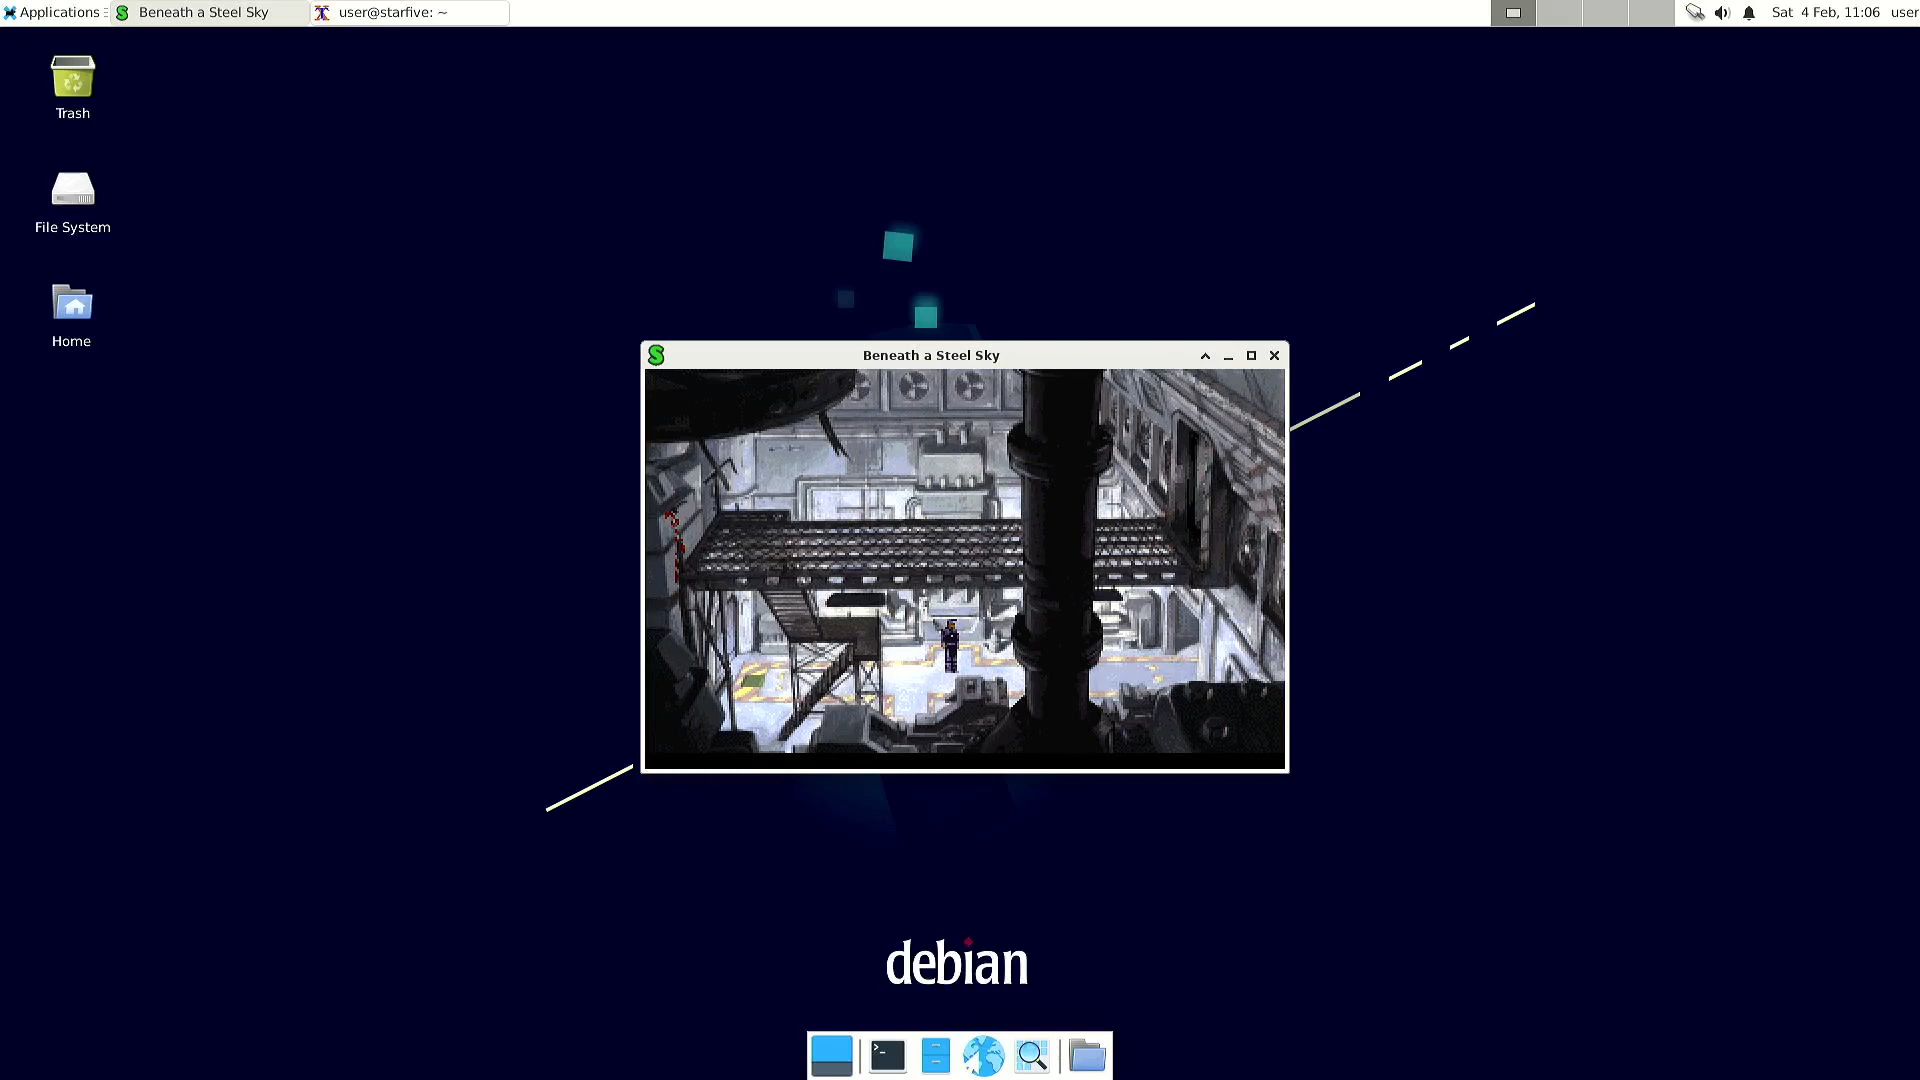 Applications
Beneath a Steel Sky
user@starfive: ~
Sat 4 Feb, 11:06
user
Trash
File System
Home
Beneath a Steel Sky
debian